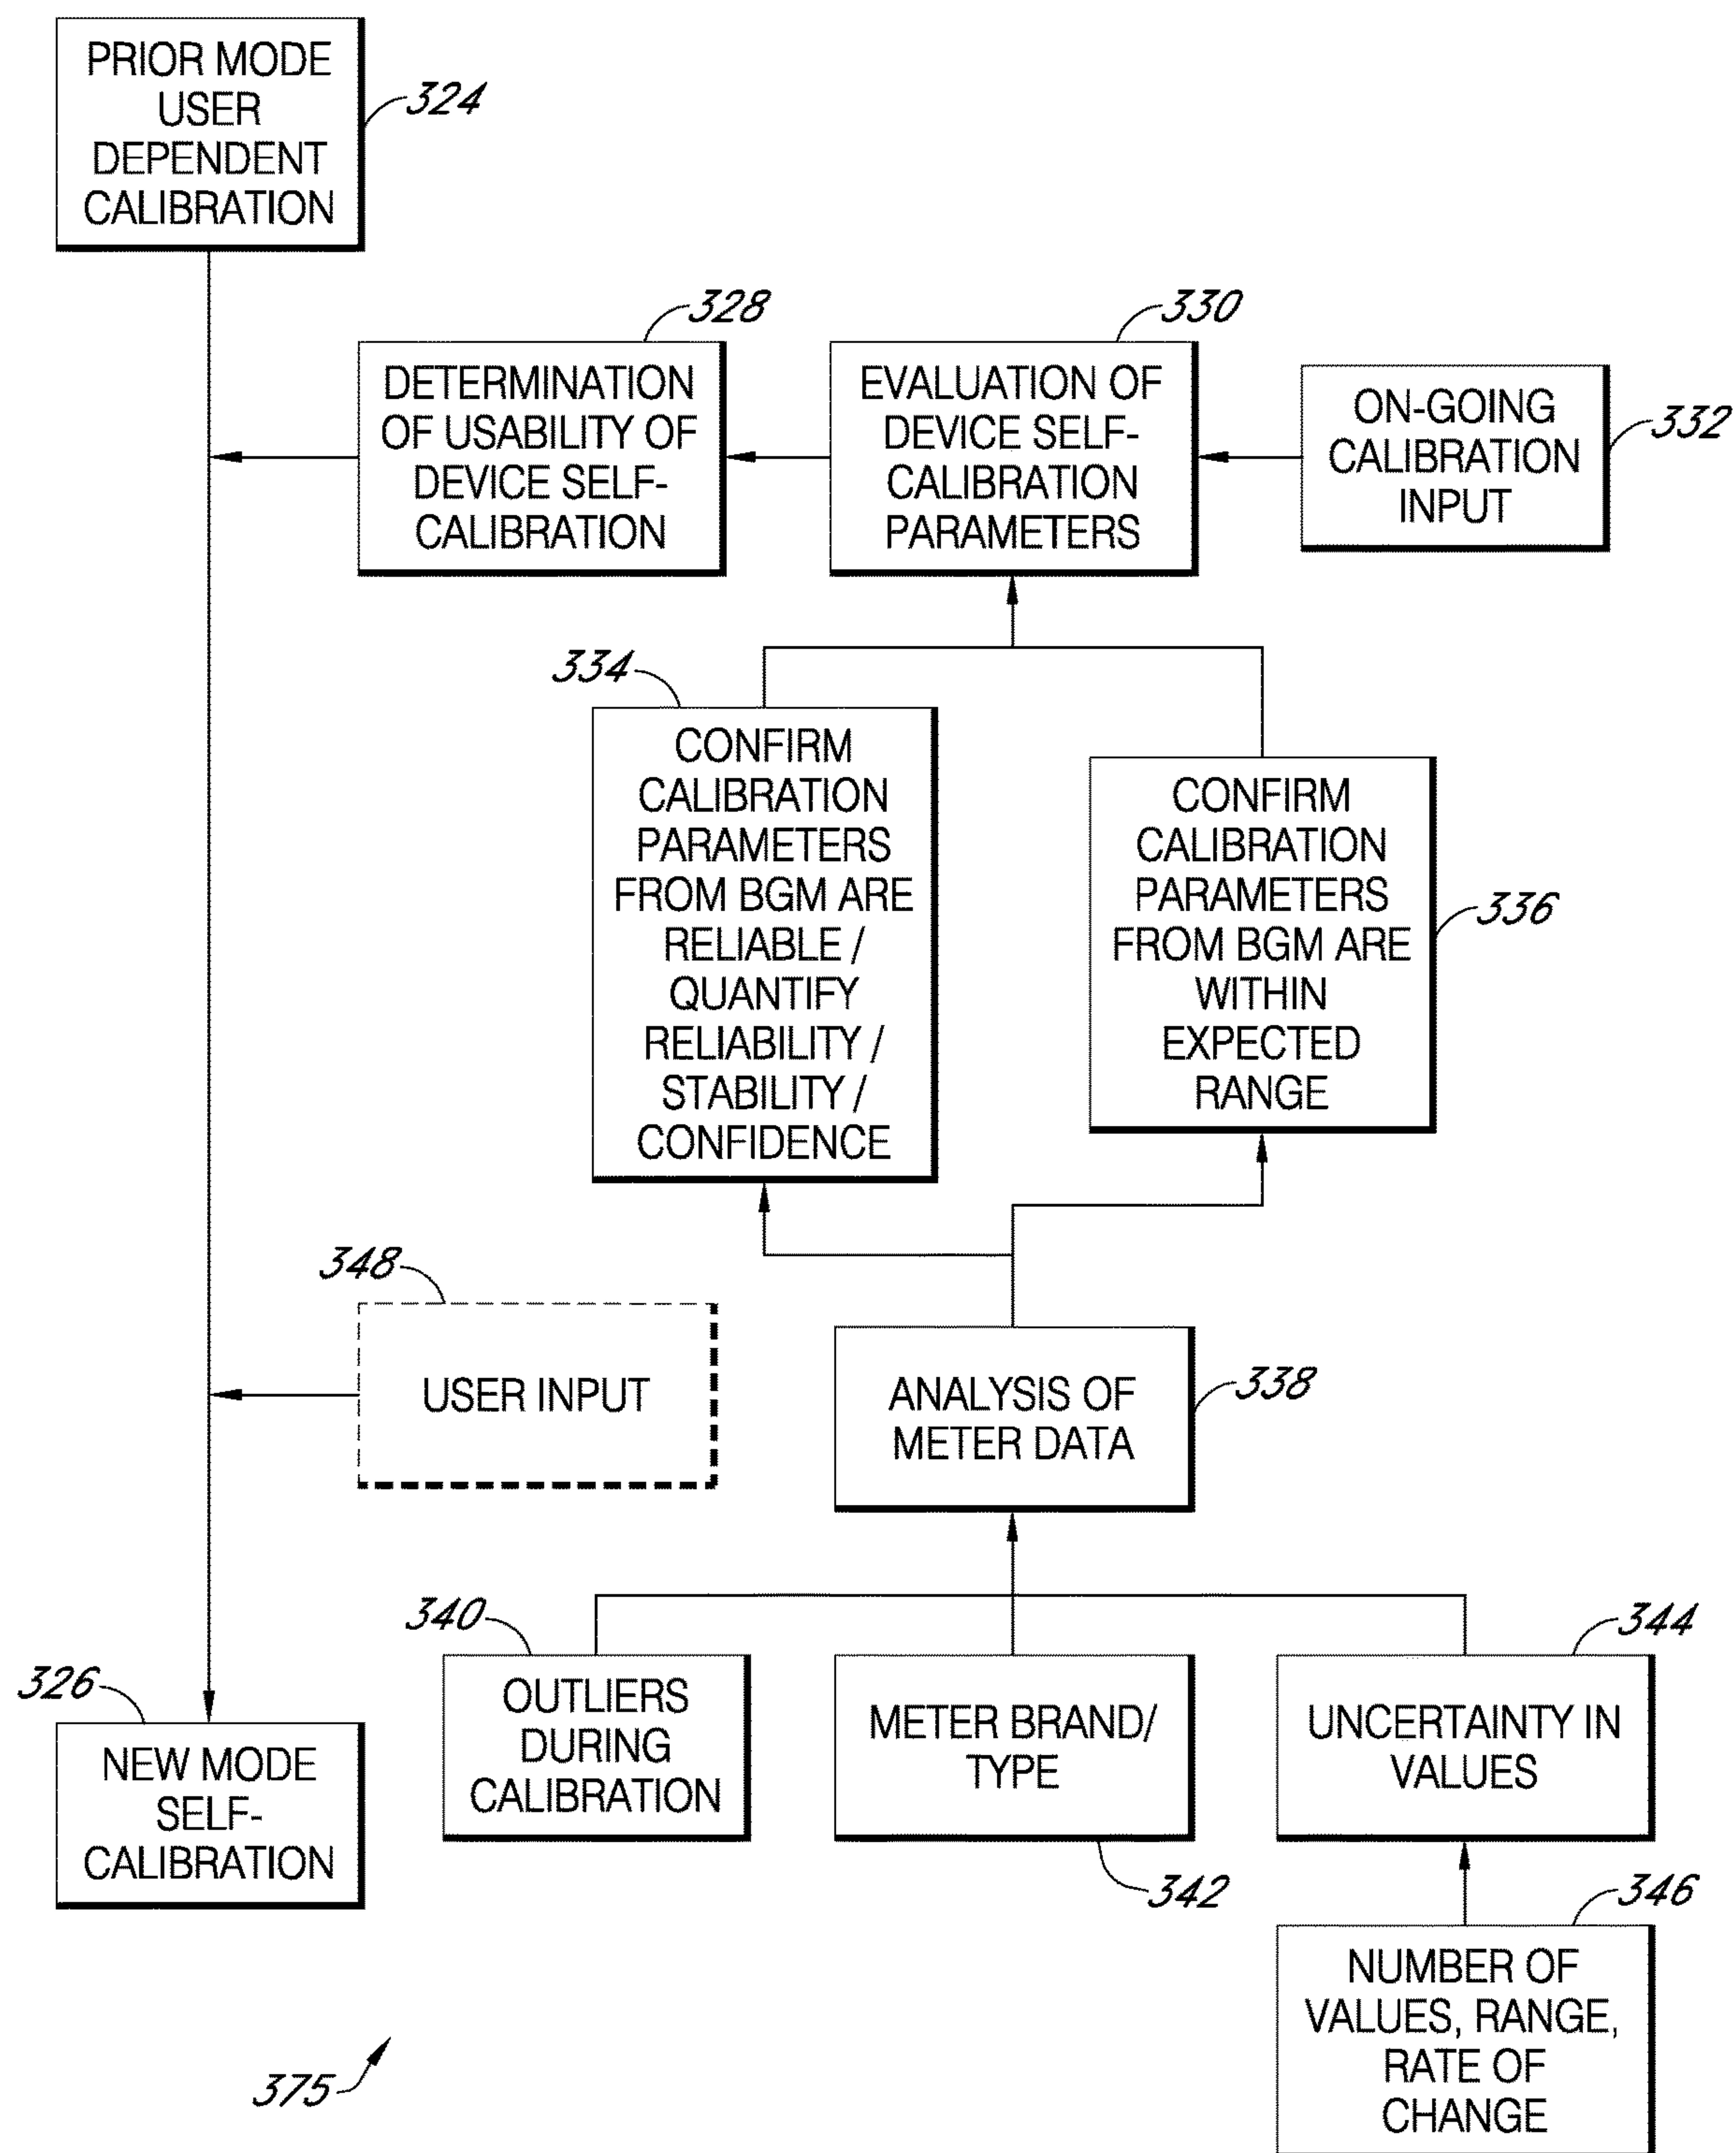 PRIOR MODE
USER
DEPENDENT
CALIBRATION
324
328
DETERMINATION
OF USABILITY OF
DEVICE SELF-
CALIBRATION
330
EVALUATION OF
DEVICE SELF-
CALIBRATION
PARAMETERS
ON-GOING
CALIBRATION
INPUT
332
334
CONFIRM
CALIBRATION
PARAMETERS
FROM BGM ARE
RELIABLE /
QUANTIFY
RELIABILITY /
STABILITY /
CONFIDENCE
CONFIRM
CALIBRATION
PARAMETERS
FROM BGM ARE
WITHIN
EXPECTED
RANGE
336
348
USER INPUT
ANALYSIS OF
METER DATA
338
326
NEW MODE
SELF-
CALIBRATION
340
OUTLIERS
DURING
CALIBRATION
METER BRAND/
TYPE
342
344
UNCERTAINTY IN
VALUES
346
NUMBER OF
VALUES, RANGE,
RATE OF
CHANGE
375